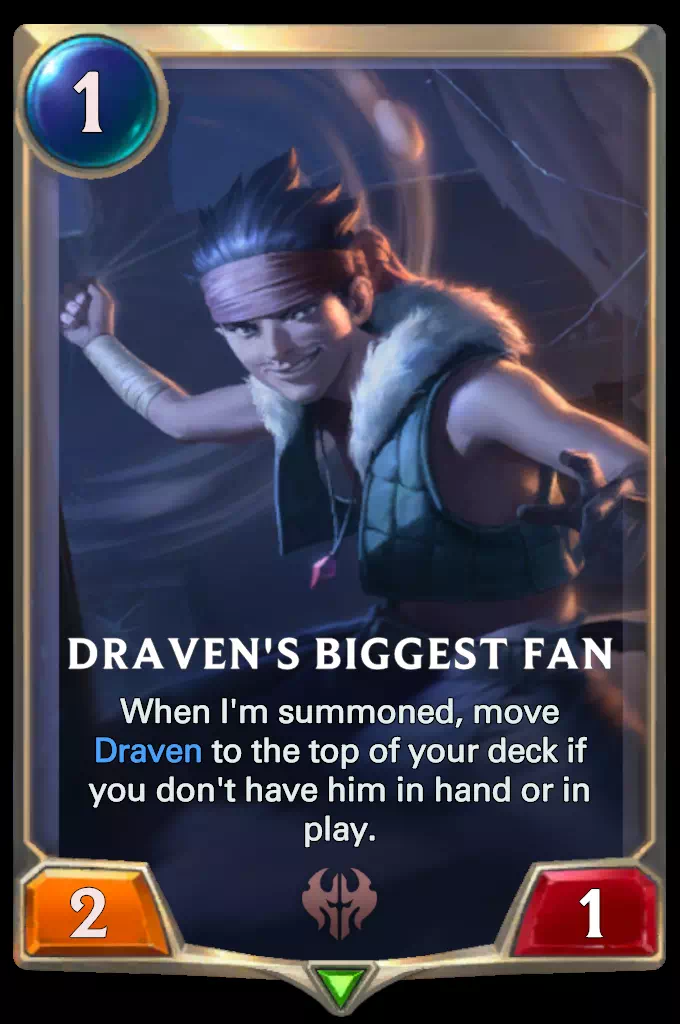 1
DRAVEN'S BIGGEST FAN
When I'm summoned, move
Draven to the top of your deck if
you don't have him in hand or in
play.
2
1